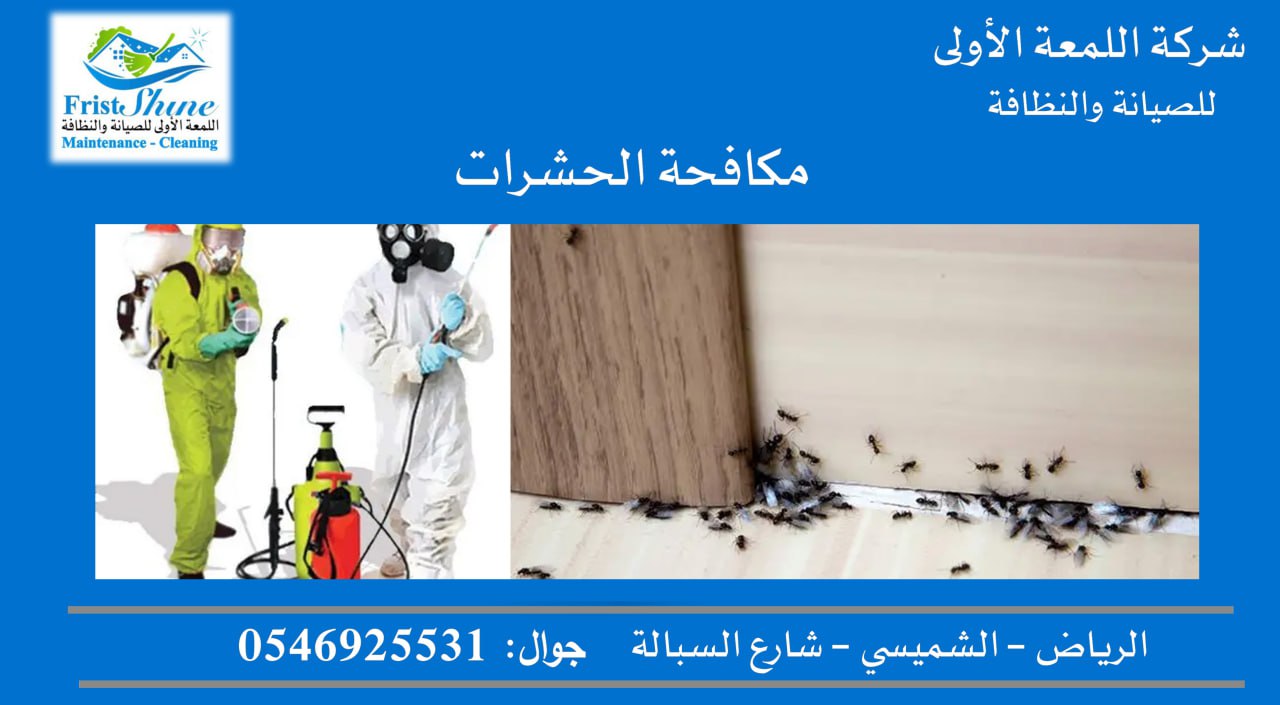 شركة اللمعة الأولى
للصيانة والنظافة
Frist Shine
اللمعة الأولى للصيانة والنظافة
Maintenance - Cleaning
مكافحة الحشرات
الرياض - الشميسي - شارع السبالة جوال: 0546925531